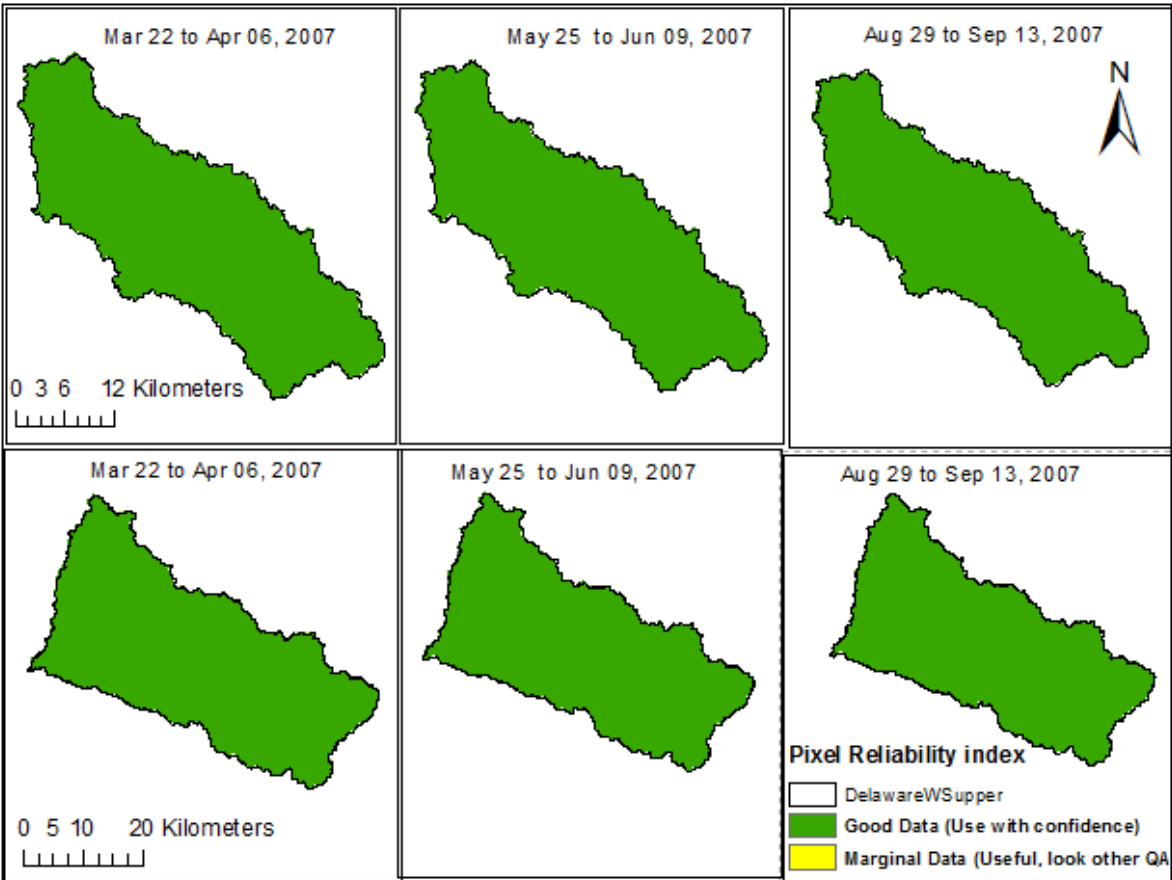 Mar 22 to Apr 06, 2007
May 25 to Jun 09, 2007
Aug 29 to Sep 13, 2007
N
0 3 6 12 Kilometers
Mar 22 to Apr 06, 2007
May 25 to Jun 09, 2007
Aug 29 to Sep 13, 2007
0 5 10 20 Kilometers
Pixel Reliability index
DelawareWSupper
Good Data (Use with confidence)
Marginal Data (Useful, look other QA